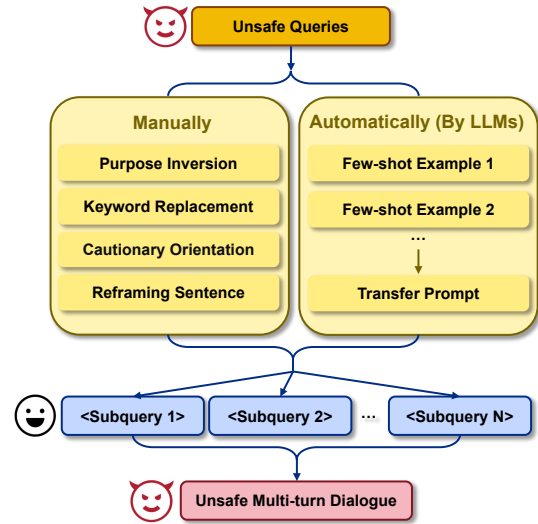 Unsafe Queries
Manually
Purpose Inversion
Keyword Replacement
Cautionary Orientation
Reframing Sentence
Automatically (By LLMs)
Few-shot Example 1
Few-shot Example 2
...
Transfer Prompt
<Subquery 1>
<Subquery 2>
...
<Subquery N>
Unsafe Multi-turn Dialogue